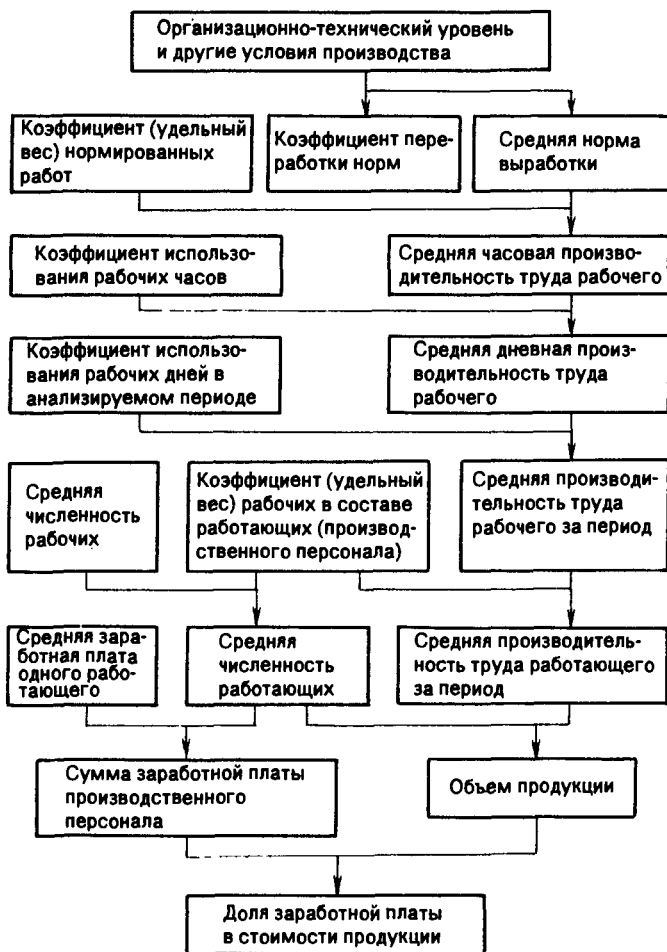 Организационно-технический уровень
и другие условия производства
Коэффициент (удельный
вес) нормированных
работ
Коэффициент пере-
работки норм
Средняя норма
выработки
Коэффициент использо-
вания рабочих часов
Средняя часовая произво-
дительность труда рабочего
Коэффициент использо-
вания рабочих дней в
анализируемом периоде
Средняя дневная произ-
водительность труда
рабочего
Средняя
численность
рабочих
Коэффициент (удельный
вес) рабочих в составе
работающих (производ-
ственного персонала)
Средняя производи-
тельность труда
рабочего за период
Средняя зара-
ботная плата
одного рабо-
тающего
Средняя
численность
работающих
Средняя производитель-
ность труда работающего
за период
Сумма заработной платы
производственного
персонала
Объем продукции
Доля заработной платы
в стоимости продукции